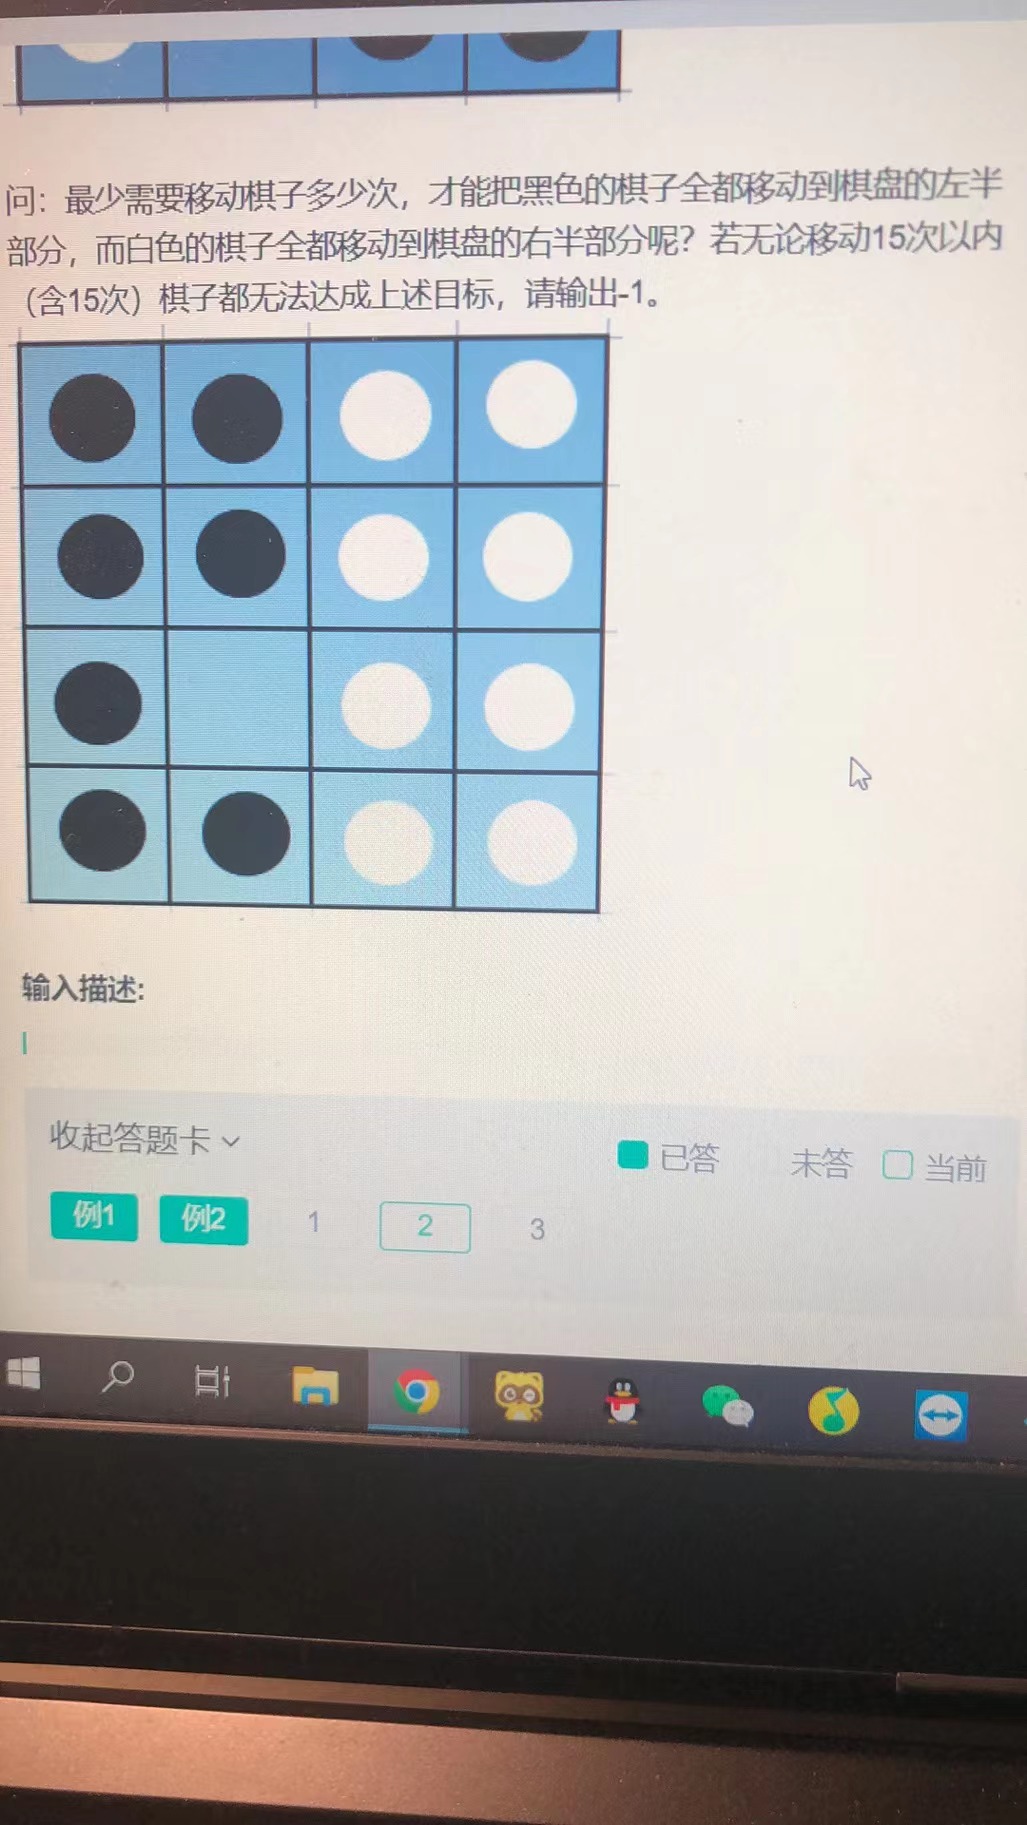 问：最少需要移动棋子多少次，才能把黑色的棋子全都移动到棋盘的左半
部分，而白色的棋子全都移动到棋盘的右半部分呢？若无论移动15次以内
（含15次）棋子都无法达成上述目标，请输出-1。
输入描述:
收起答题卡
已答 未答 当前
例1 例2 1 2 3